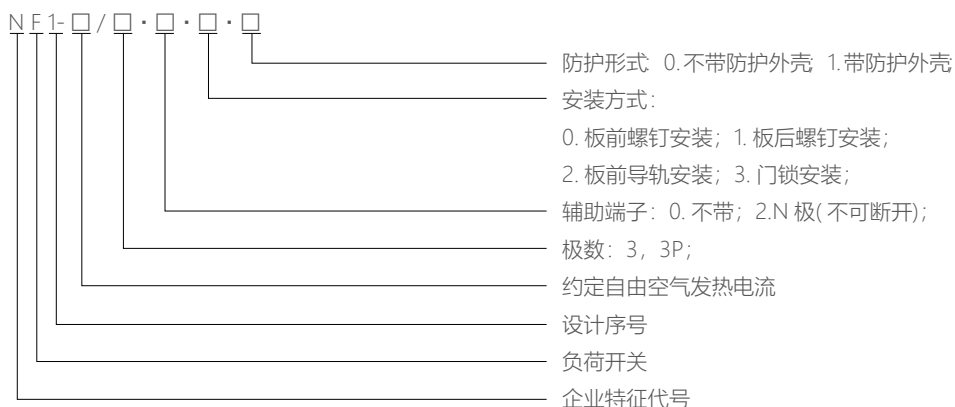 NF1-□/□·□·□·□
防护形式 0.不带防护外壳; 1.带防护外壳
安装方式:
0. 板前螺钉安装; 1. 板后螺钉安装;
2. 板前导轨安装; 3. 门锁安装;
辅助端子: 0. 不带; 2.N 极( 不可断开);
极数: 3, 3P;
约定自由空气发热电流
设计序号
负荷开关
企业特征代号